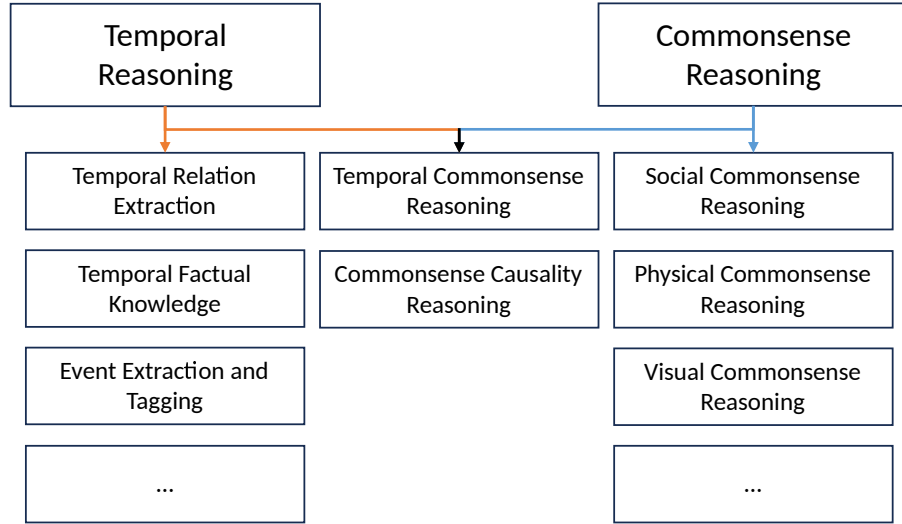 Temporal
Reasoning
Commonsense
Reasoning
Temporal Relation
Extraction
Temporal Commonsense
Reasoning
Social Commonsense
Reasoning
Temporal Factual
Knowledge
Commonsense Causality
Reasoning
Physical Commonsense
Reasoning
Event Extraction and
Tagging
Visual Commonsense
Reasoning
...
...